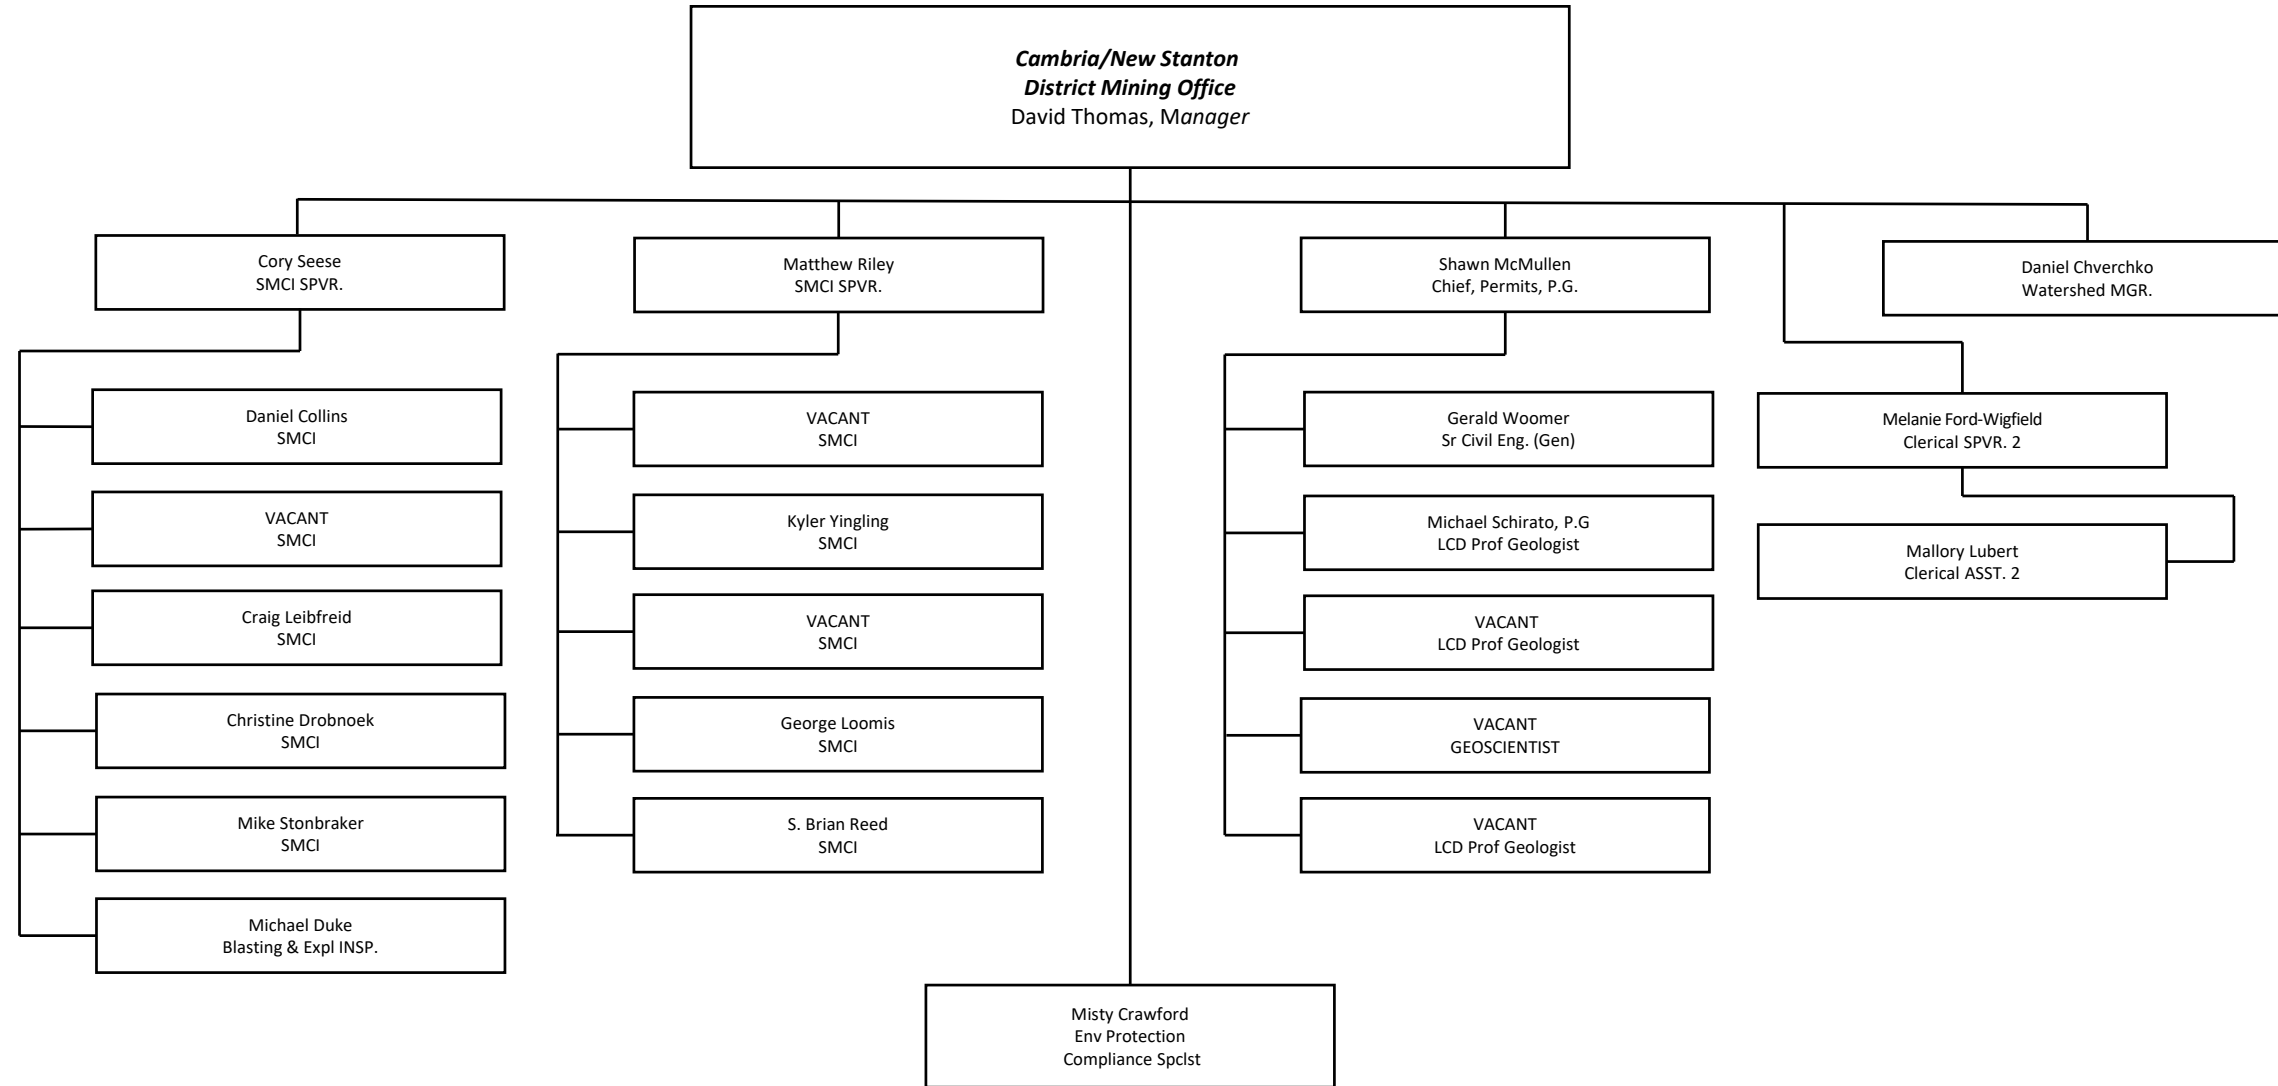 Cambria/New Stanton
District Mining Office
David Thomas, Manager
Cory Seese
SMCI SPVR.
Matthew Riley
SMCI SPVR.
Shawn McMullen
Chief, Permits, P.G.
Daniel Chverchko
Watershed MGR.
Daniel Collins
SMCI
VACANT
SMCI
Craig Leibfreid
SMCI
Christine Drobnoek
SMCI
Mike Stonbraker
SMCI
Michael Duke
Blasting & Expl INSP.
VACANT
SMCI
Kyler Yingling
SMCI
VACANT
SMCI
George Loomis
SMCI
S. Brian Reed
SMCI
Gerald Woomer
Sr Civil Eng. (Gen)
Michael Schirato, P.G
LCD Prof Geologist
VACANT
LCD Prof Geologist
VACANT
GEOSCIENTIST
VACANT
LCD Prof Geologist
Melanie Ford-Wigfield
Clerical SPVR. 2
Mallory Lubert
Clerical ASST. 2
Misty Crawford
Env Protection
Compliance Spclst